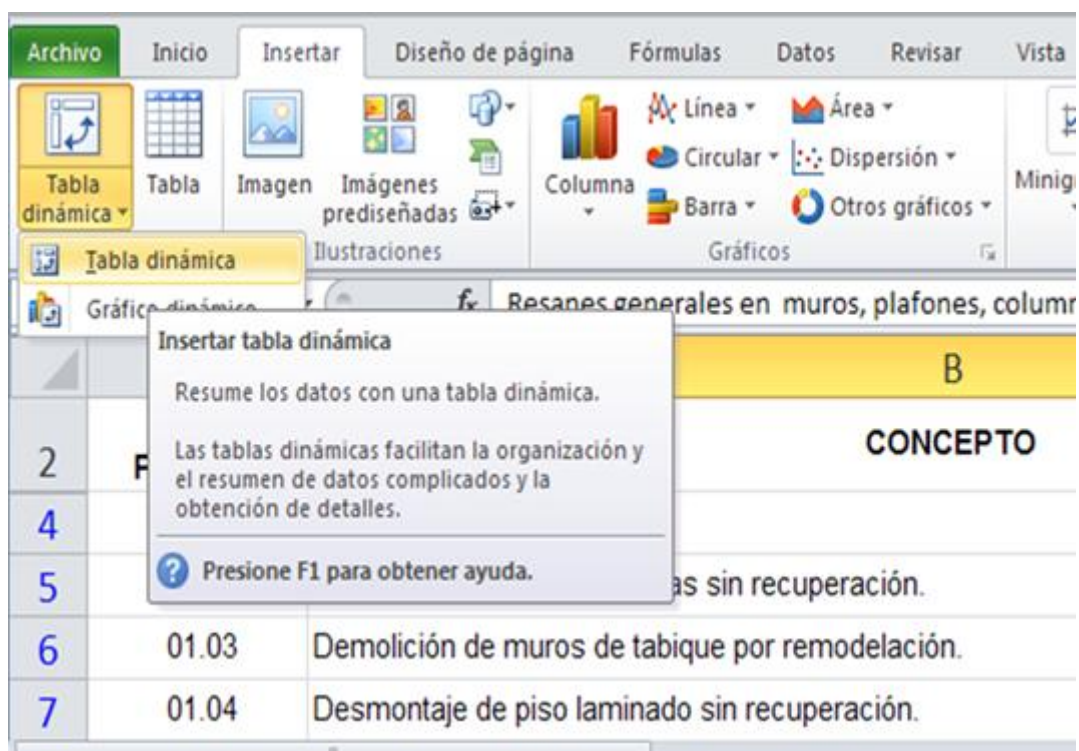 Archivo Inicio Insertar Diseño de página Fórmulas Datos Revisar Vista
Tabla dinámica
Tabla
Imagen
Imágenes prediseñadas
Columna
Línea
Circular
Barra
Área
Dispersión
Otros gráficos
Ilustraciones
Gráficos
Tabla dinámica
Gráfico dinámico
fx Resanes generales en muros, plafones,
Insertar tabla dinámica
Resume los datos con una tabla dinámica.
Las tablas dinámicas facilitan la organización y
el resumen de datos complicados y la
obtención de detalles.
Presione F1 para obtener ayuda.
B
2 CONCEPTO
4
5 sin recuperación.
6 01.03 Demolición de muros de tabique por remodelación.
7 01.04 Desmontaje de piso laminado sin recuperación.